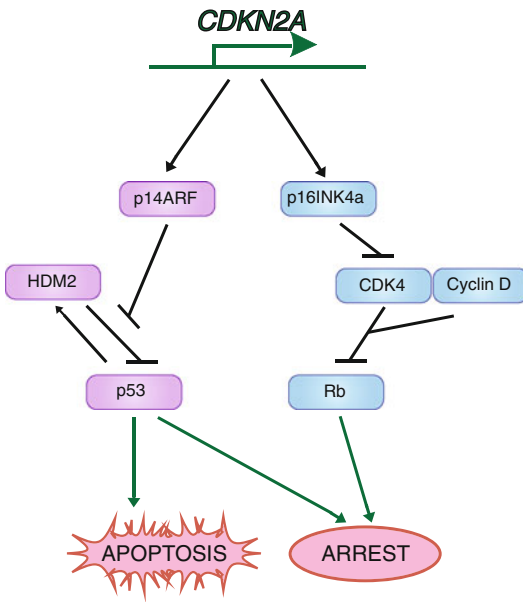 CDKN2A
p14ARF
p16INK4a
HDM2
CDK4
Cyclin D
p53
Rb
APOPTOSIS
ARREST